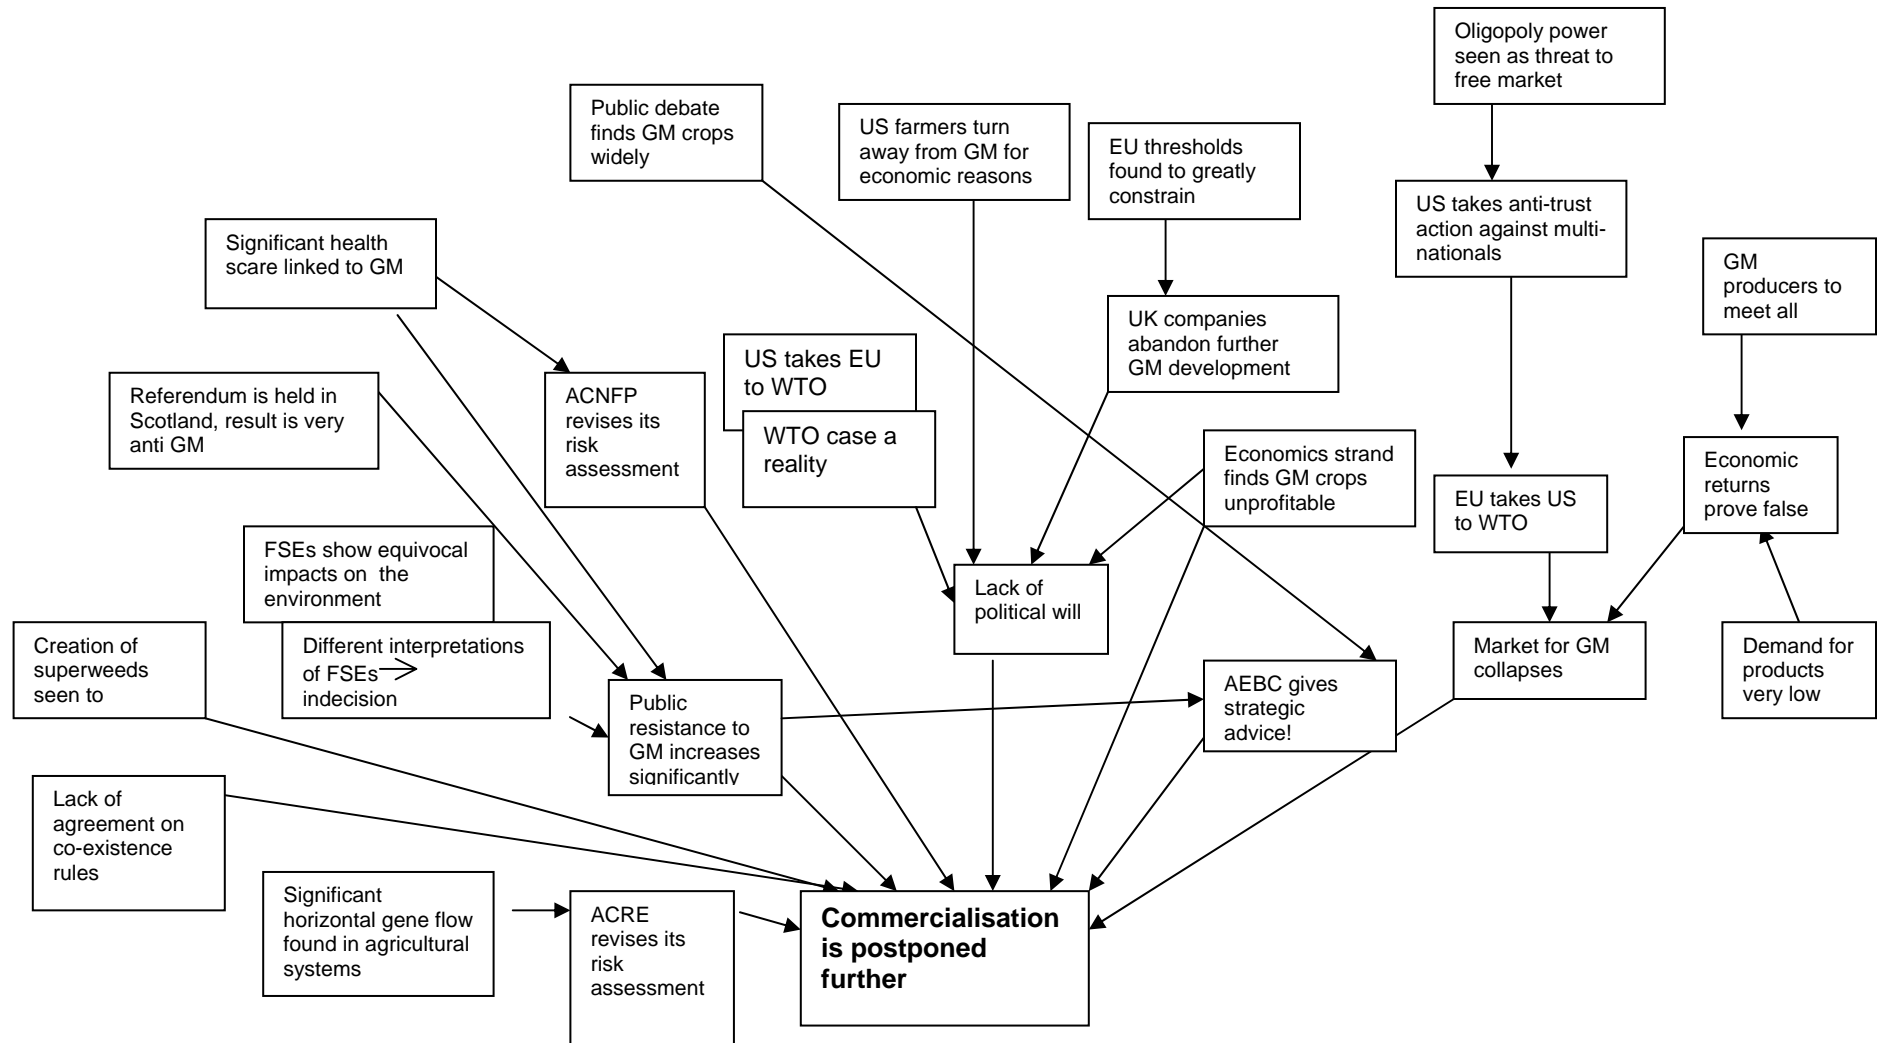 Oligopoly power
seen as threat to
free market
Public debate
finds GM crops
widely
US farmers turn
away from GM for
economic reasons
EU thresholds
found to greatly
constrain
US takes anti-trust
action against multi-
nationals
Significant health
scare linked to GM
GM
producers to
meet all
UK companies
abandon further
GM development
US takes EU
to WTO
WTO case a
reality
Referendum is held in
Scotland, result is very
anti GM
ACNFP
revises its
risk
assessment
Economics strand
finds GM crops
unprofitable
Economic
returns
prove false
EU takes US
to WTO
FSEs show equivocal
impacts on the
environment
Lack of
political will
Creation of
superweeds
seen to
Different interpretations
of FSEs
indecision
Market for GM
collapses
Demand for
products
very low
Public
resistance to
GM increases
significantly
AEBC gives
strategic
advice!
Lack of
agreement on
co-existence
rules
Significant
horizontal gene flow
found in agricultural
systems
ACRE
revises its
risk
assessment
Commercialisation
is postponed
further